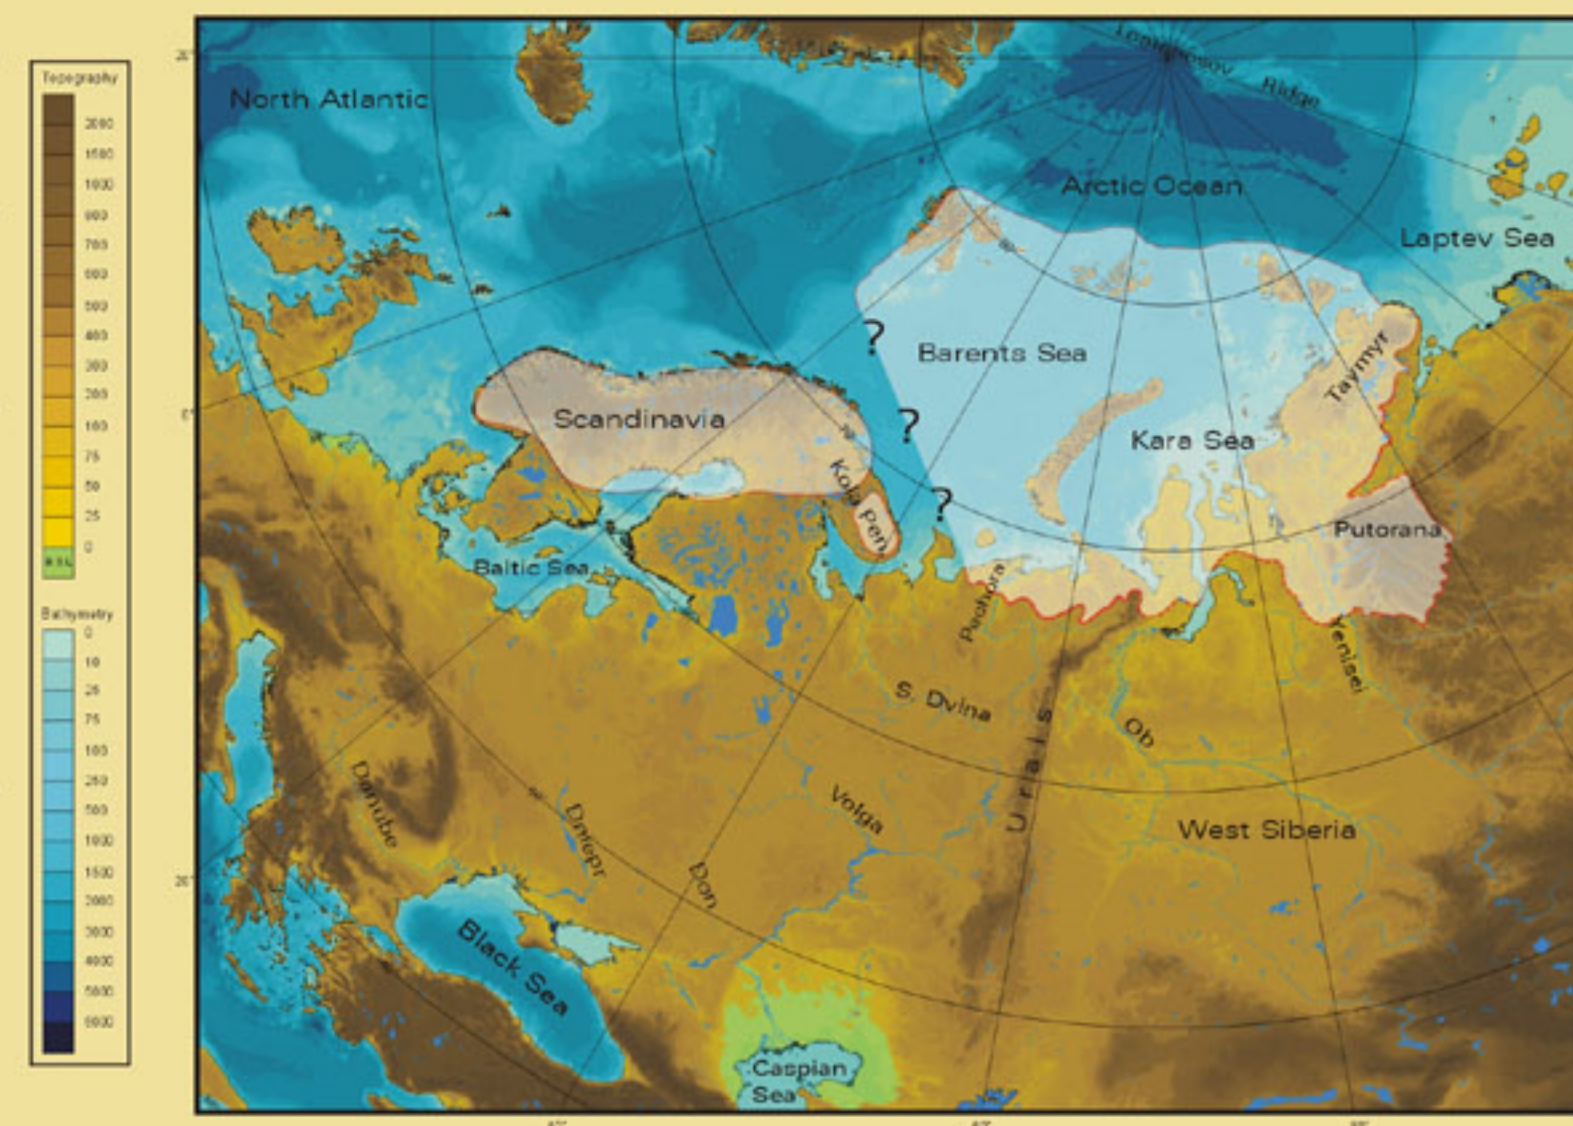 Topography
2000
1500
1000
800
700
600
500
400
300
200
100
75
50
25
0
BSL
Bathymetry
0
10
25
75
100
250
500
1000
1500
2000
3000
4000
5000
6000
North Atlantic
Lomonosov Ridge
Arctic Ocean
Laptev Sea
?
Barents Sea
Taymyr
Scandinavia
?
Kara Sea
Kola Pen
?
Putorana
Baltic Sea
Pechora
Yenisei
S. Dvina
Ob
Urals
Danube
Dniepr
Volga
West Siberia
Don
Black Sea
Caspian
Sea